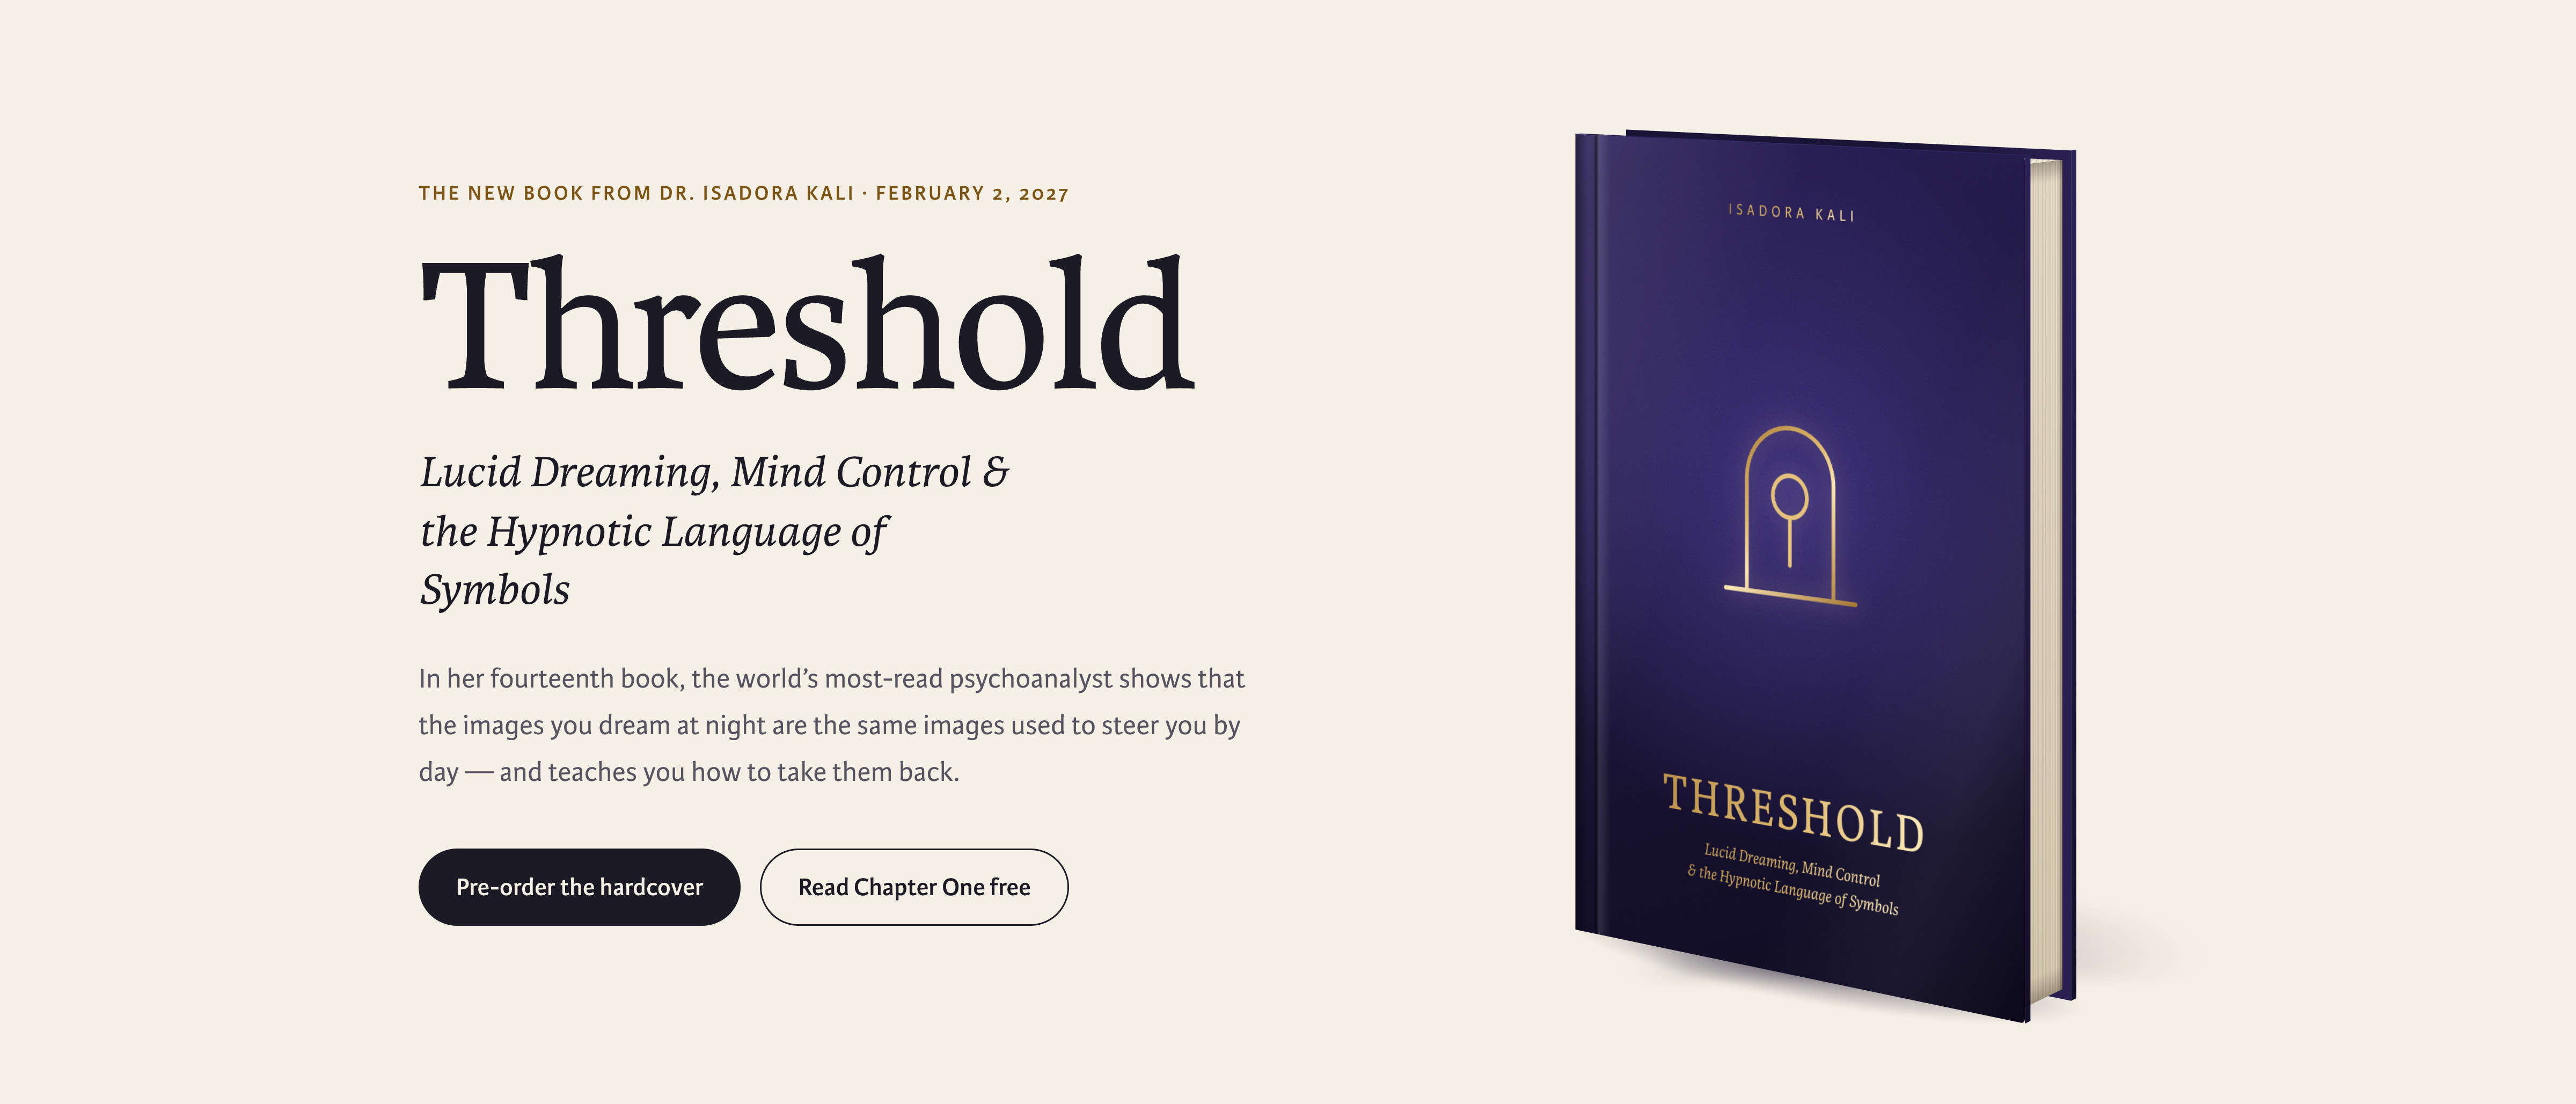 THE NEW BOOK FROM DR. ISADORA KALI · FEBRUARY 2, 2027
Threshold
Lucid Dreaming, Mind Control &
the Hypnotic Language of
Symbols
In her fourteenth book, the world’s most-read psychoanalyst shows that
the images you dream at night are the same images used to steer you by
day — and teaches you how to take them back.
Pre-order the hardcover
Read Chapter One free
ISADORA KALI
THRESHOLD
Lucid Dreaming, Mind Control
& the Hypnotic Language of Symbols